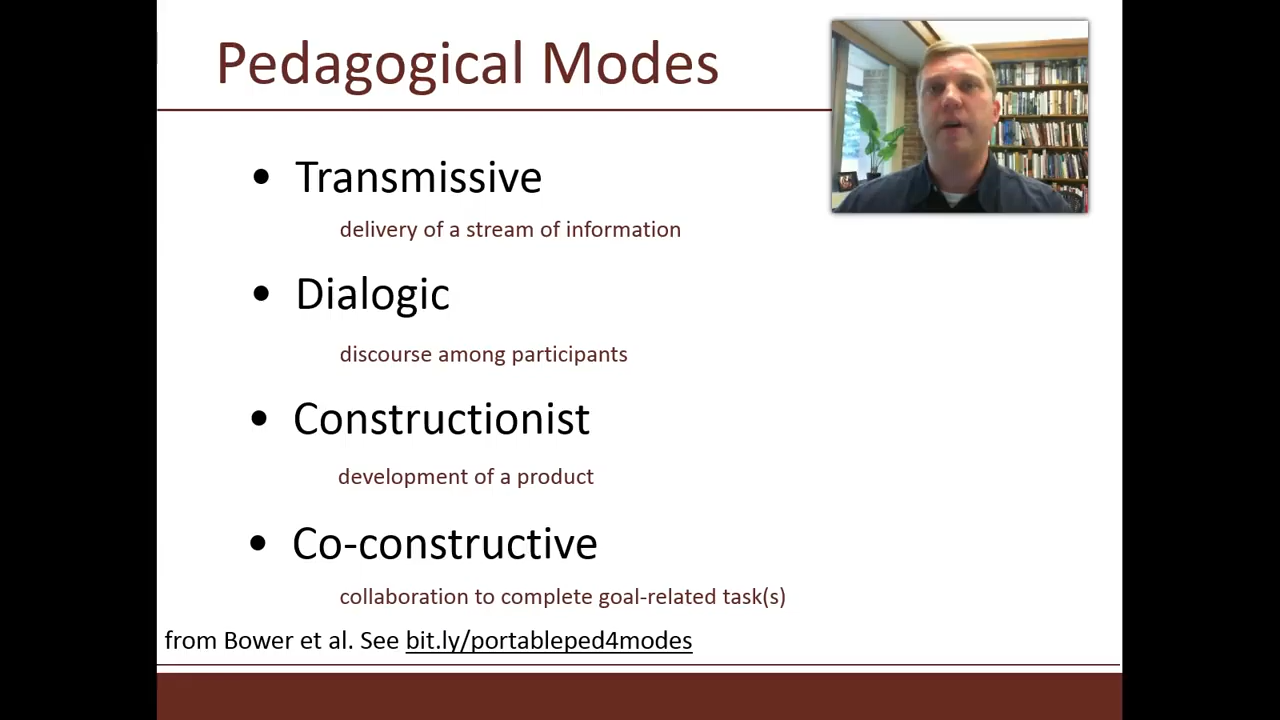 Pedagogical Modes
• Transmissive
delivery of a stream of information
• Dialogic
discourse among participants
• Constructionist
development of a product
• Co-constructive
collaboration to complete goal-related task(s)
from Bower et al. See bit.ly/portableped4modes